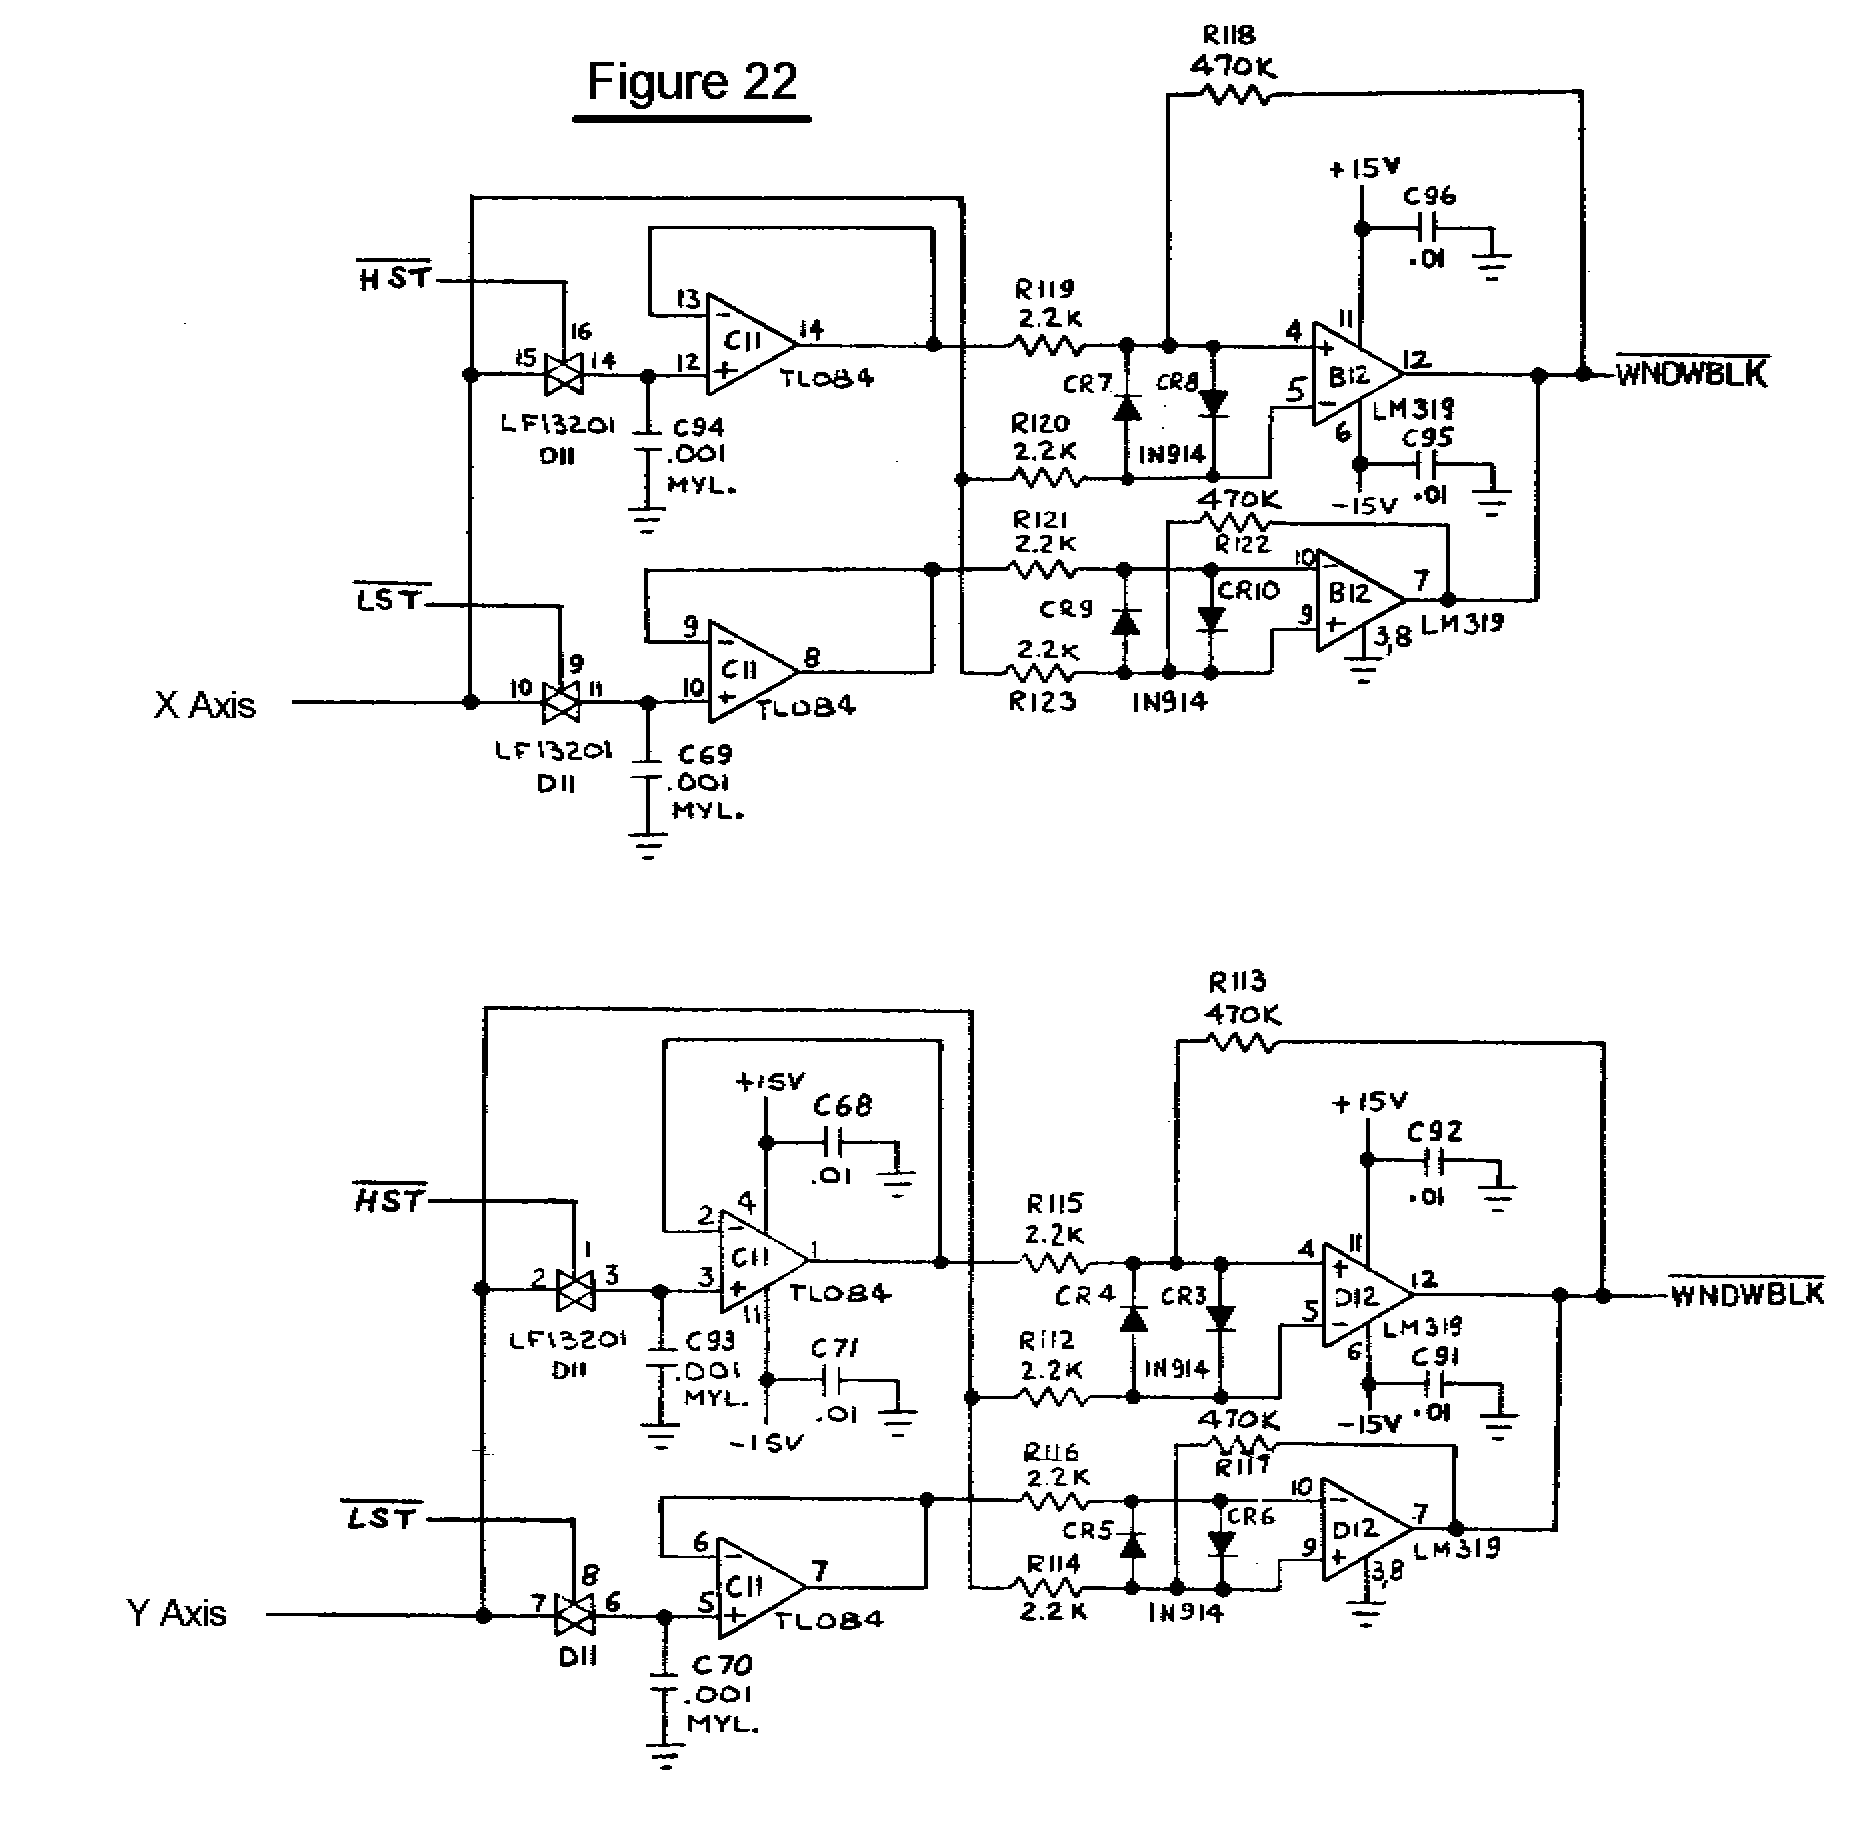 Figure 22
R118
470K
+15V
C96
.01
HST
16
15
14
LF13201
D11
C94
.001
MYL.
13
12
C11
14
TL084
R119
2.2K
R120
2.2K
CR7
CR8
1N914
4
5
11
B12
12
6
LM319
C95
.01
-15V
WNDWBLK
470K
R122
R121
2.2K
CR9
CR10
2.2K
R123
1N914
10
9
B12
7
3,8
LM319
LST
9
10
11
LF13201
D11
9
10
C11
8
TL084
C69
.001
MYL.
X Axis
R113
470K
+15V
C68
.01
+15V
C92
.01
HST
1
2
3
LF13201
D11
C93
.001
MYL.
2
3
4
C11
1
11
TL084
C71
.01
-15V
R115
2.2K
R112
2.2K
CR4
CR3
1N914
4
5
11
D12
12
6
LM319
C91
.01
-15V
WNDWBLK
470K
R117
R116
2.2K
CR5
CR6
R114
2.2K
1N914
10
9
D12
7
3,8
LM319
LST
8
7
6
D11
6
5
C11
7
TL084
C70
.001
MYL.
Y Axis